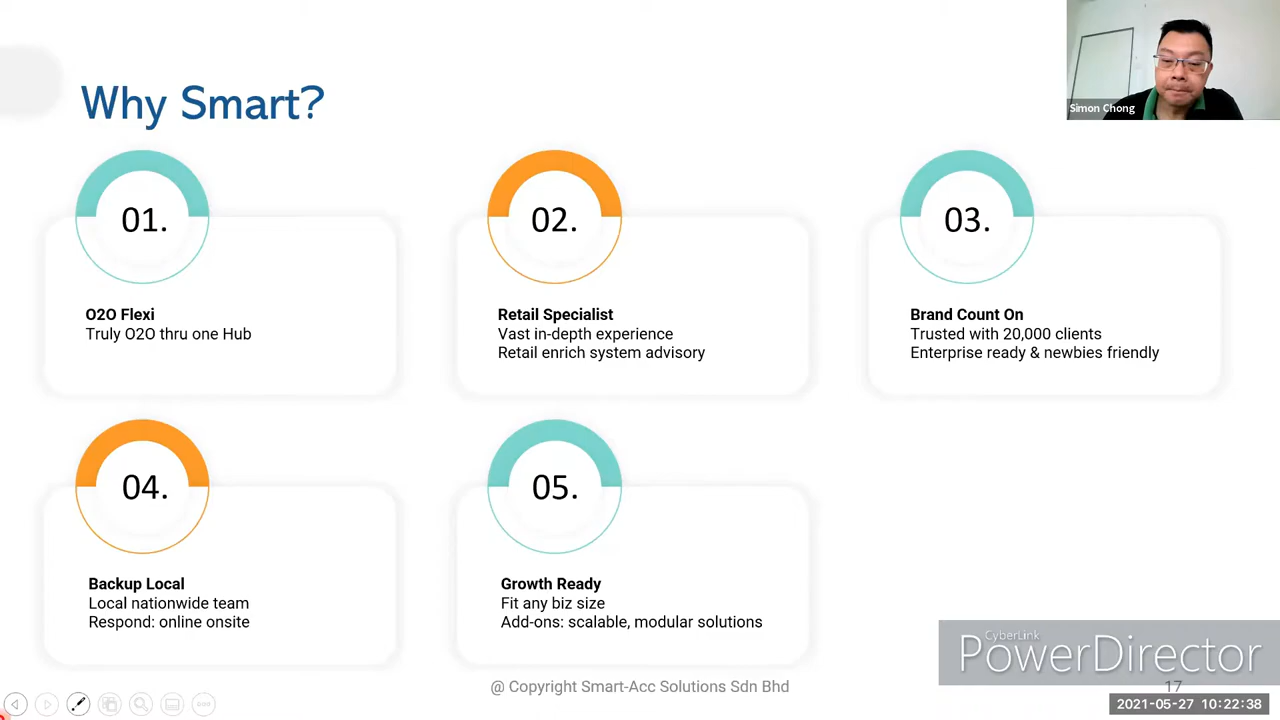 Why Smart?
Simon Chong
01.
O2O Flexi
Truly O2O thru one Hub
02.
Retail Specialist
Vast in-depth experience
Retail enrich system advisory
03.
Brand Count On
Trusted with 20,000 clients
Enterprise ready & newbies friendly
04.
Backup Local
Local nationwide team
Respond: online onsite
05.
Growth Ready
Fit any biz size
Add-ons: scalable, modular solutions
CyberLink
PowerDirector
@ Copyright Smart-Acc Solutions Sdn Bhd
17
2021-05-27 10:22:38